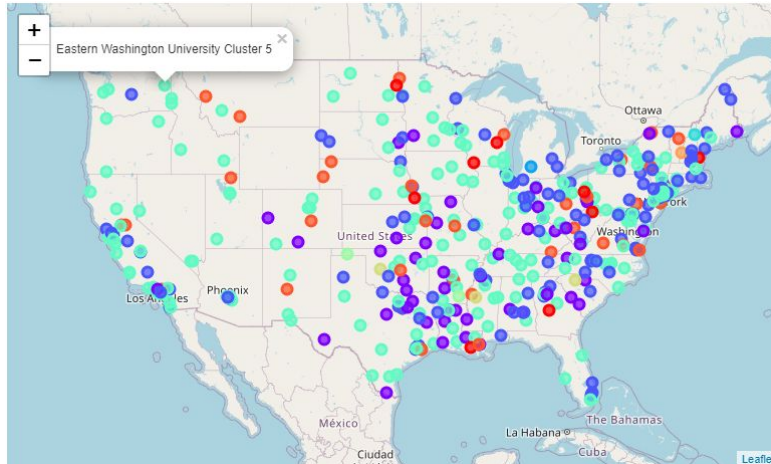 +
−
Eastern Washington University Cluster 5
×
Ottawa
Toronto
York
Washington
United States
Los Angeles
Phoenix
México
La Habana
The Bahamas
Cuba
Ciudad
Leafle